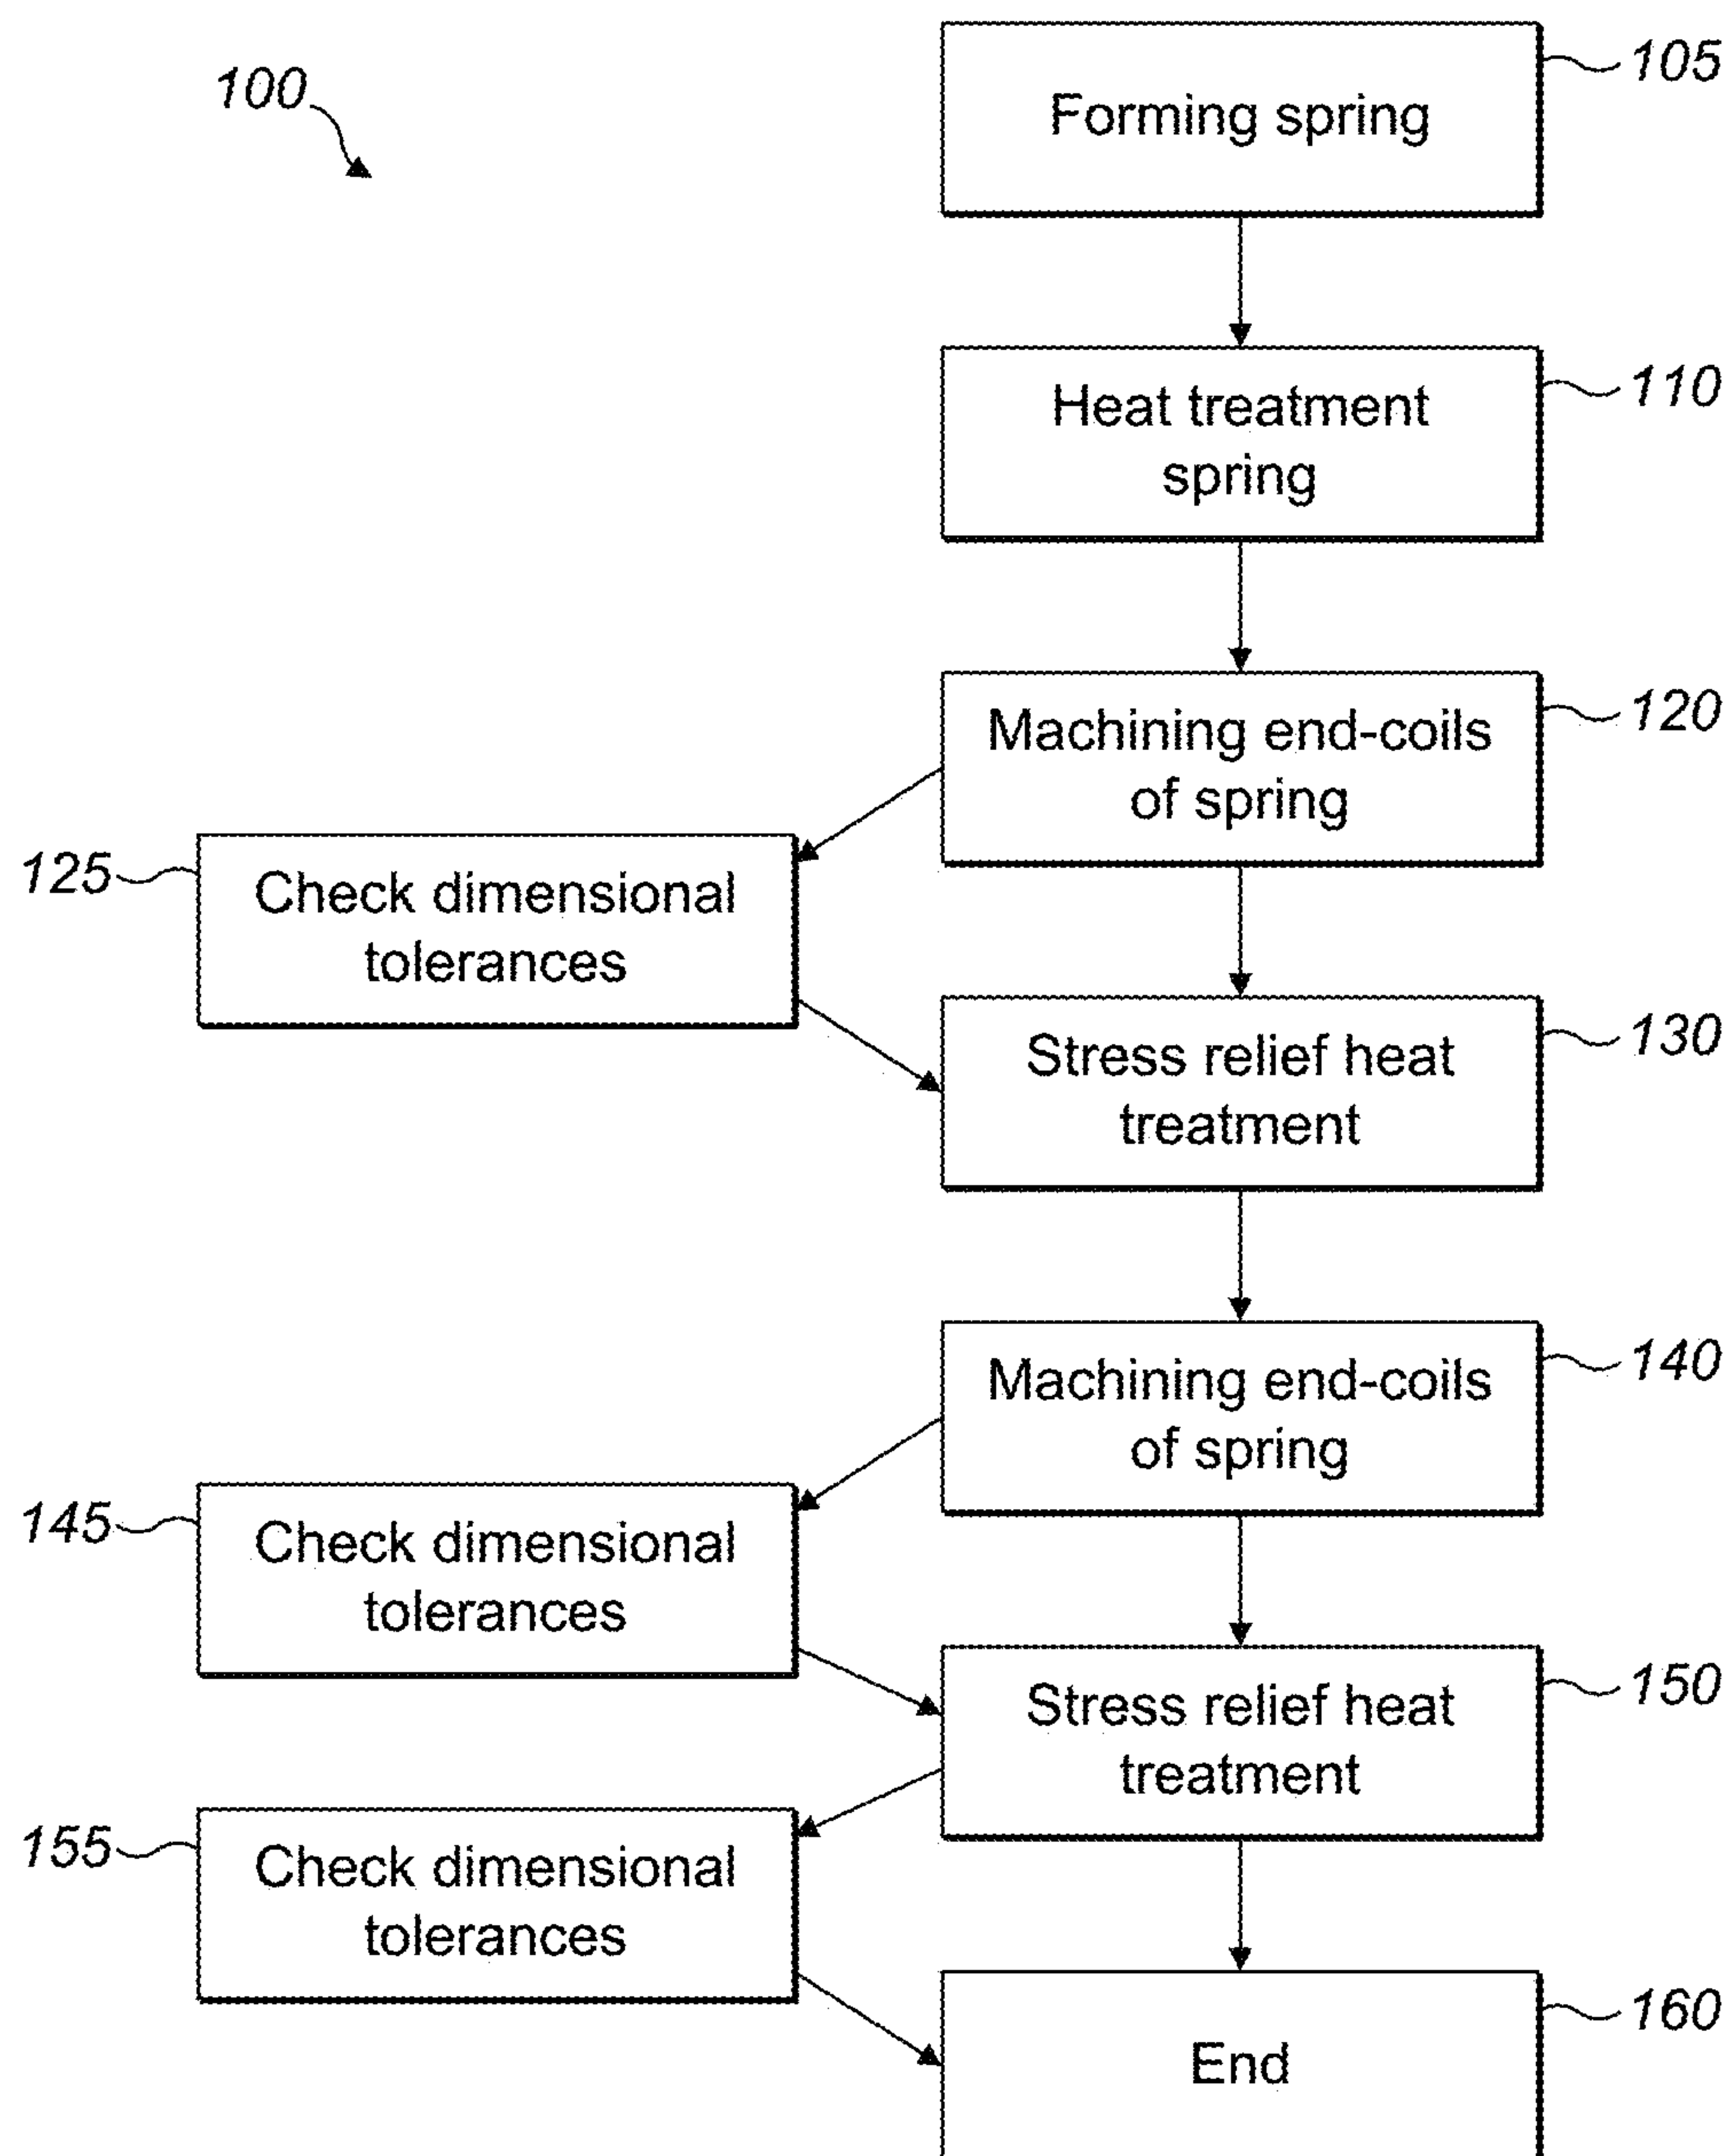 100
Forming spring
105
Heat treatment
spring
110
Machining end-coils
of spring
120
125
Check dimensional
tolerances
Stress relief heat
treatment
130
Machining end-coils
of spring
140
145
Check dimensional
tolerances
Stress relief heat
treatment
150
155
Check dimensional
tolerances
End
160